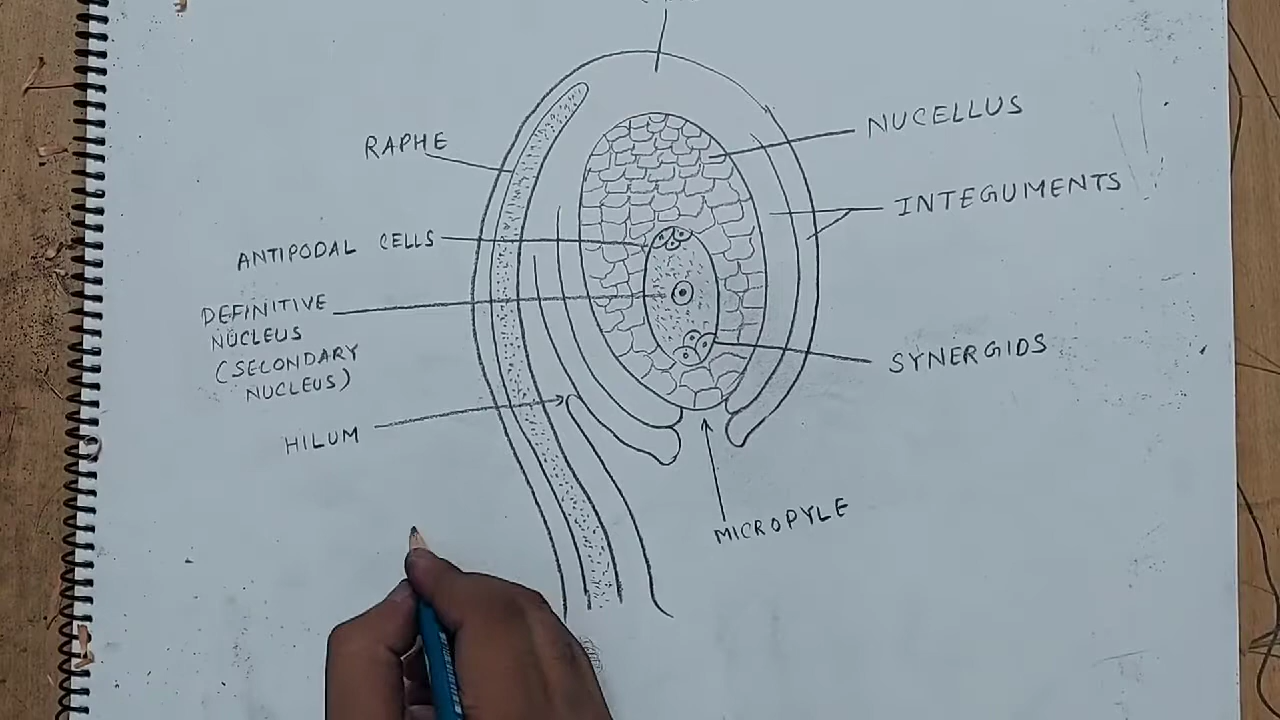 RAPHE
NUCELLUS
INTEGUMENTS
ANTIPODAL CELLS
DEFINITIVE
NUCLEUS
(SECONDARY
NUCLEUS)
SYNERGIDS
HILUM
MICROPYLE